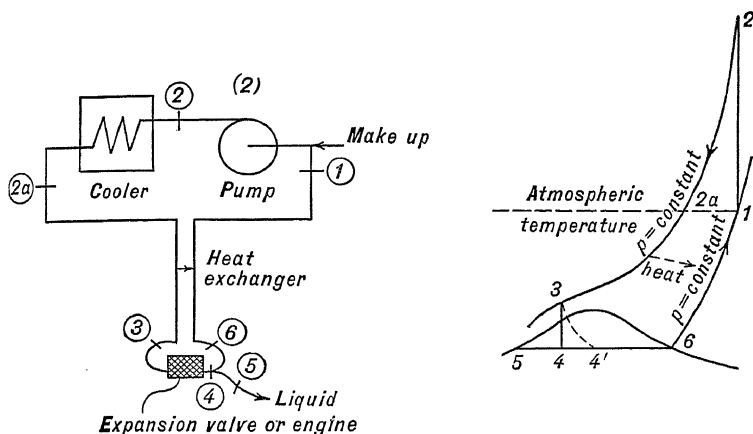 (2)
2
Make up
2a
Cooler
Pump
1
Heat
exchanger
3
6
5
4
Liquid
Expansion valve or engine
2
p = constant
Atmospheric
temperature
2a
1
heat
p = constant
3
5
4
4'
6